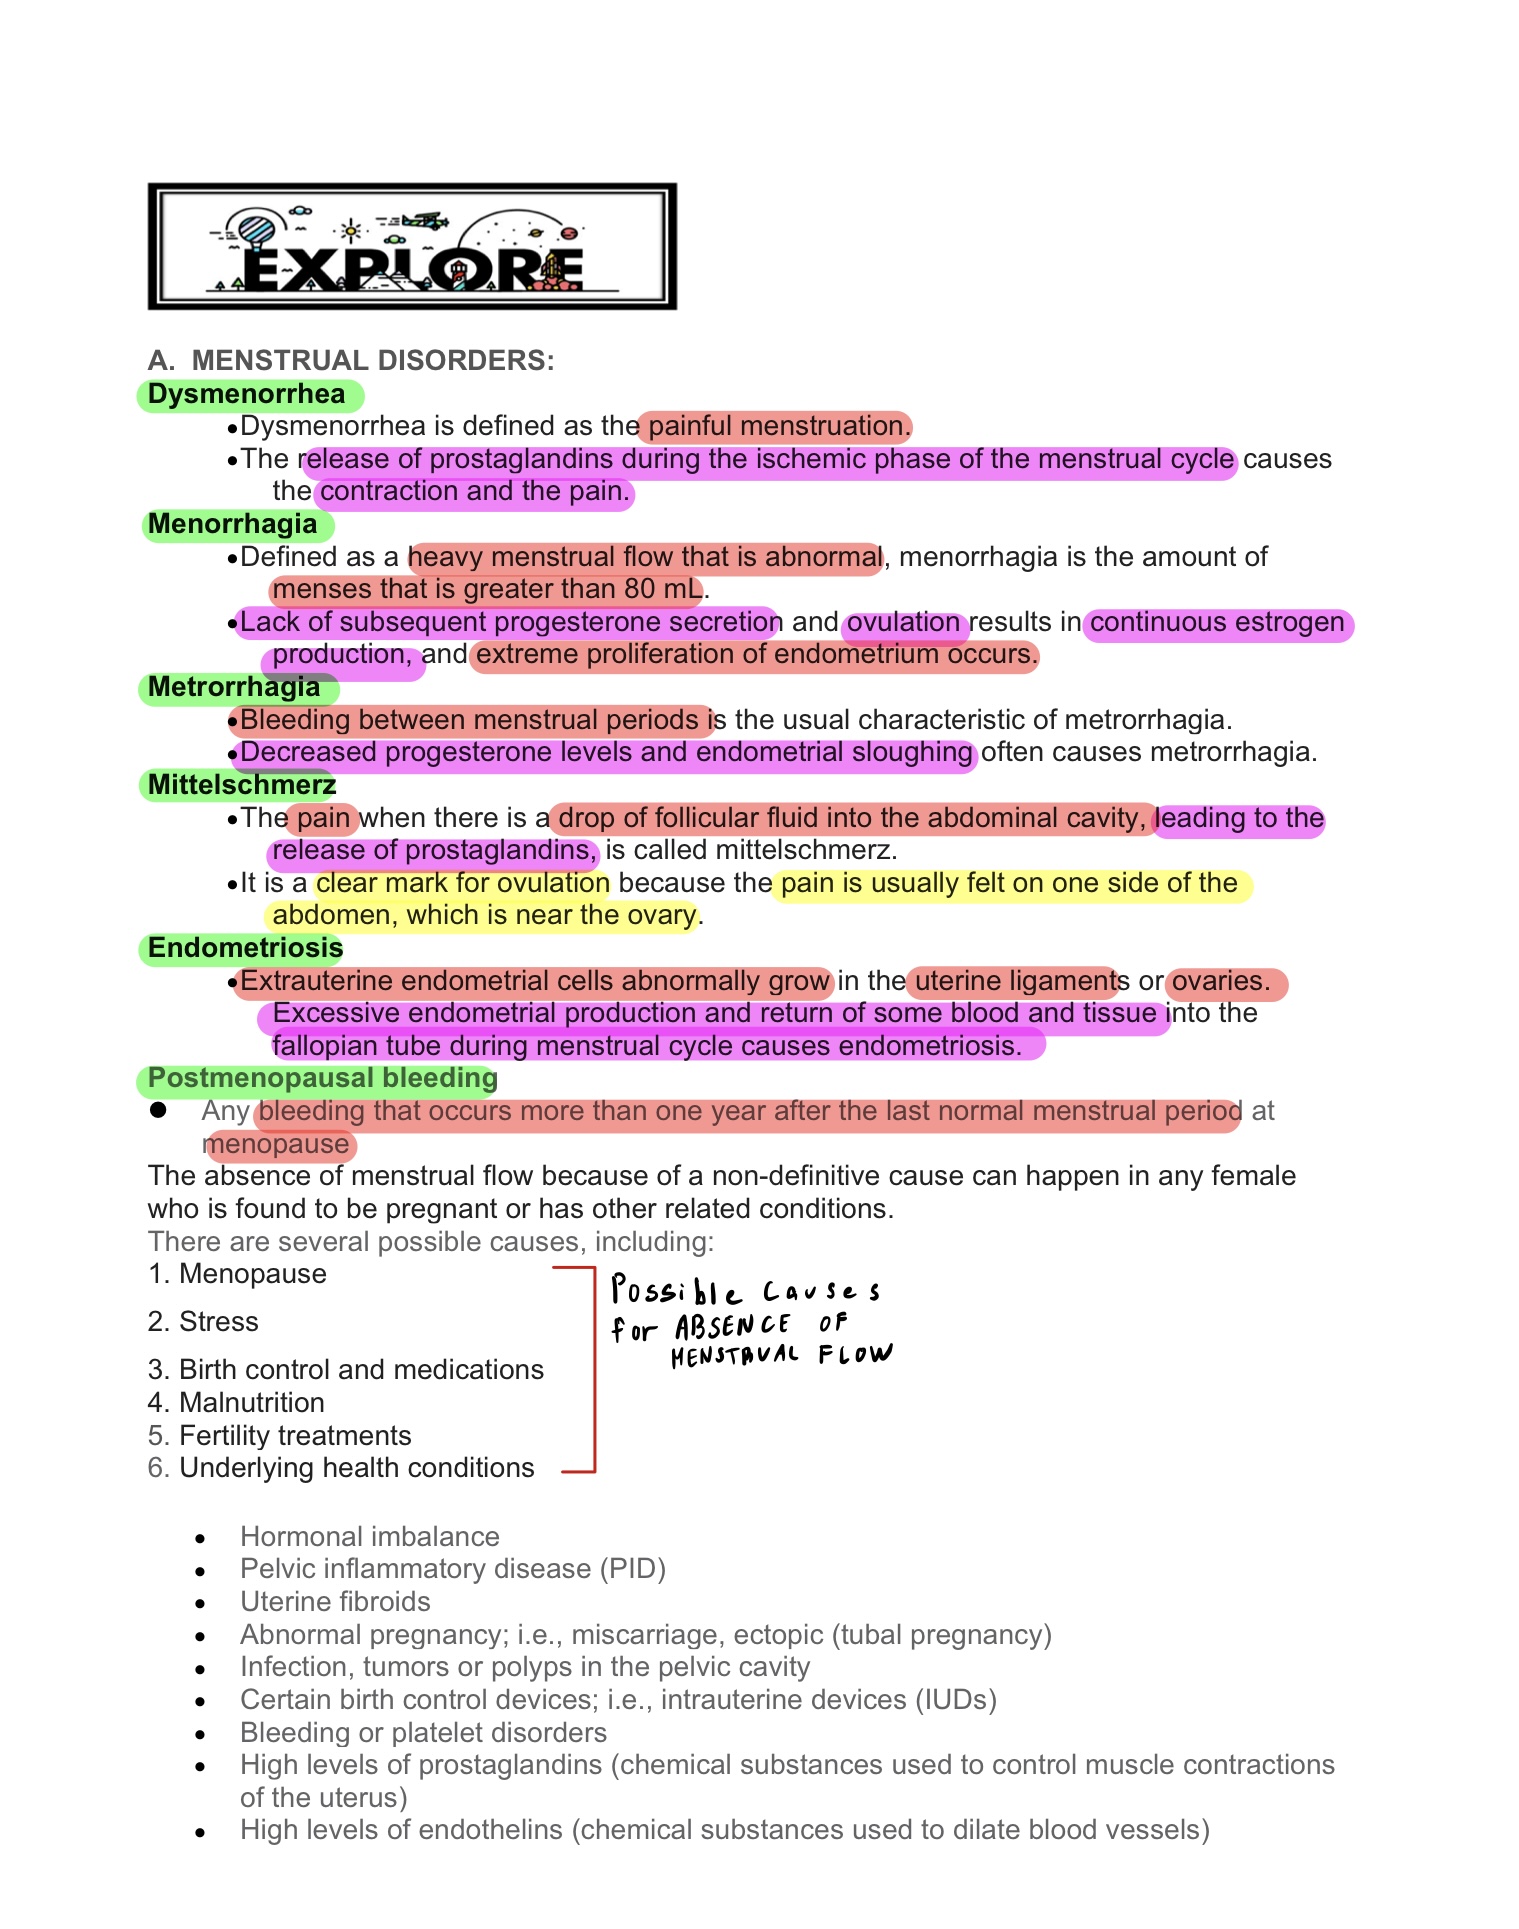 EXPLORE
A. MENSTRUAL DISORDERS:
Dysmenorrhea
•Dysmenorrhea is defined as the painful menstruation.
•The release of prostaglandins during the ischemic phase of the menstrual cycle causes
the contraction and the pain.
Menorrhagia
•Defined as a heavy menstrual flow that is abnormal, menorrhagia is the amount of
menses that is greater than 80 mL.
•Lack of subsequent progesterone secretion and ovulation results in continuous estrogen
production, and extreme proliferation of endometrium occurs.
Metrorrhagia
•Bleeding between menstrual periods is the usual characteristic of metrorrhagia.
•Decreased progesterone levels and endometrial sloughing often causes metrorrhagia.
Mittelschmerz
•The pain when there is a drop of follicular fluid into the abdominal cavity, leading to the
release of prostaglandins, is called mittelschmerz.
•It is a clear mark for ovulation because the pain is usually felt on one side of the
abdomen, which is near the ovary.
Endometriosis
•Extrauterine endometrial cells abnormally grow in the uterine ligaments or ovaries.
Excessive endometrial production and return of some blood and tissue into the
fallopian tube during menstrual cycle causes endometriosis.
Postmenopausal bleeding
● Any bleeding that occurs more than one year after the last normal menstrual period at
menopause
The absence of menstrual flow because of a non-definitive cause can happen in any female
who is found to be pregnant or has other related conditions.
There are several possible causes, including:
1. Menopause
2. Stress
3. Birth control and medications
4. Malnutrition
5. Fertility treatments
6. Underlying health conditions
Possible Causes
for ABSENCE OF
MENSTRUAL FLOW
• Hormonal imbalance
• Pelvic inflammatory disease (PID)
• Uterine fibroids
• Abnormal pregnancy; i.e., miscarriage, ectopic (tubal pregnancy)
• Infection, tumors or polyps in the pelvic cavity
• Certain birth control devices; i.e., intrauterine devices (IUDs)
• Bleeding or platelet disorders
• High levels of prostaglandins (chemical substances used to control muscle contractions
of the uterus)
• High levels of endothelins (chemical substances used to dilate blood vessels)